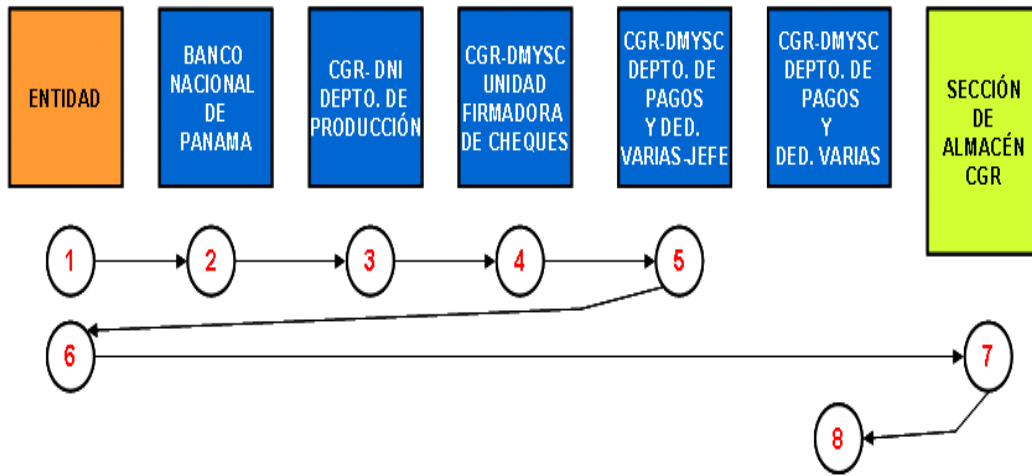 ENTIDAD
BANCO
NACIONAL
DE
PANAMA
CGR- DNI
DEPTO. DE
PRODUCCIÓN
CGR-DMYSC
UNIDAD
FIRMADORA
DE CHEQUES
CGR-DMYSC
DEPTO. DE
PAGOS
Y DED.
VARIAS-JEFE
CGR-DMYSC
DEPTO. DE
PAGOS
Y
DED. VARIAS
SECCIÓN
DE
ALMACÉN
CGR
1
2
3
4
5
6
7
8